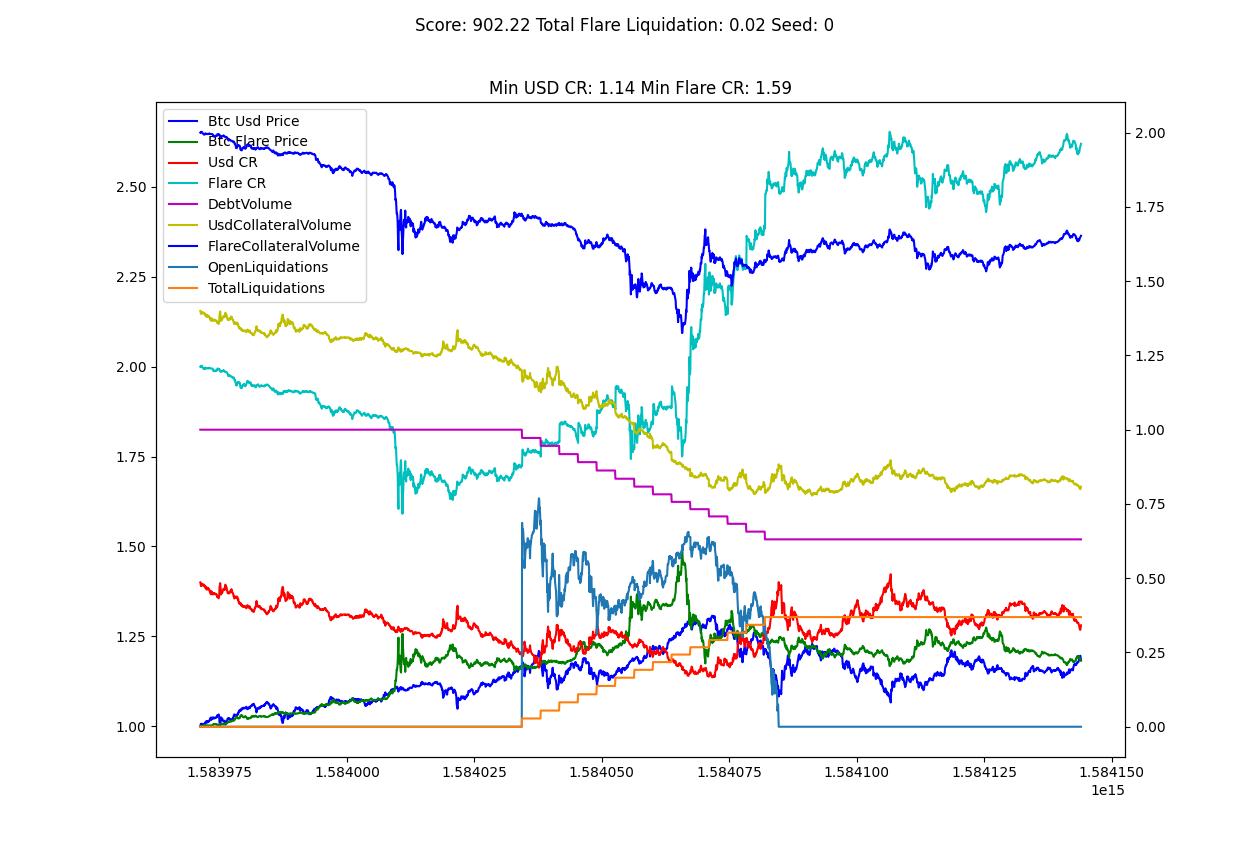 Score: 902.22 Total Flare Liquidation: 0.02 Seed: 0
Min USD CR: 1.14 Min Flare CR: 1.59
Btc Usd Price
Btc Flare Price
Usd CR
Flare CR
DebtVolume
UsdCollateralVolume
FlareCollateralVolume
OpenLiquidations
TotalLiquidations
2.50
2.25
2.00
1.75
1.50
1.25
1.00
2.00
1.75
1.50
1.25
1.00
0.75
0.50
0.25
0.00
1.583975 1.584000 1.584025 1.584050 1.584075 1.584100 1.584125 1.584150
1e15